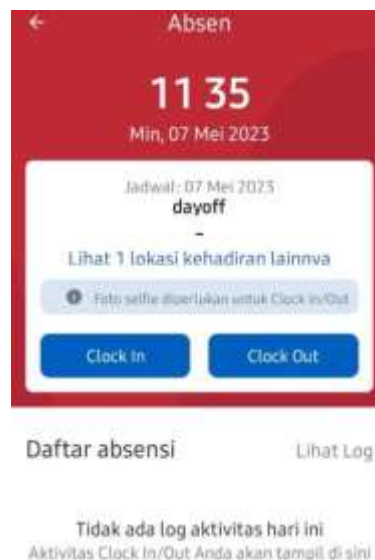 Absen
11 35
Min, 07 Mei 2023
Jadwal: 07 Mei 2023
dayoff
-
Lihat 1 lokasi kehadiran lainnya
Foto selfie diperlukan untuk Clock In/Out
Clock In Clock Out
Daftar absensi Lihat Log
Tidak ada log aktivitas hari ini
Aktivitas Clock In/Out Anda akan tampil di sini